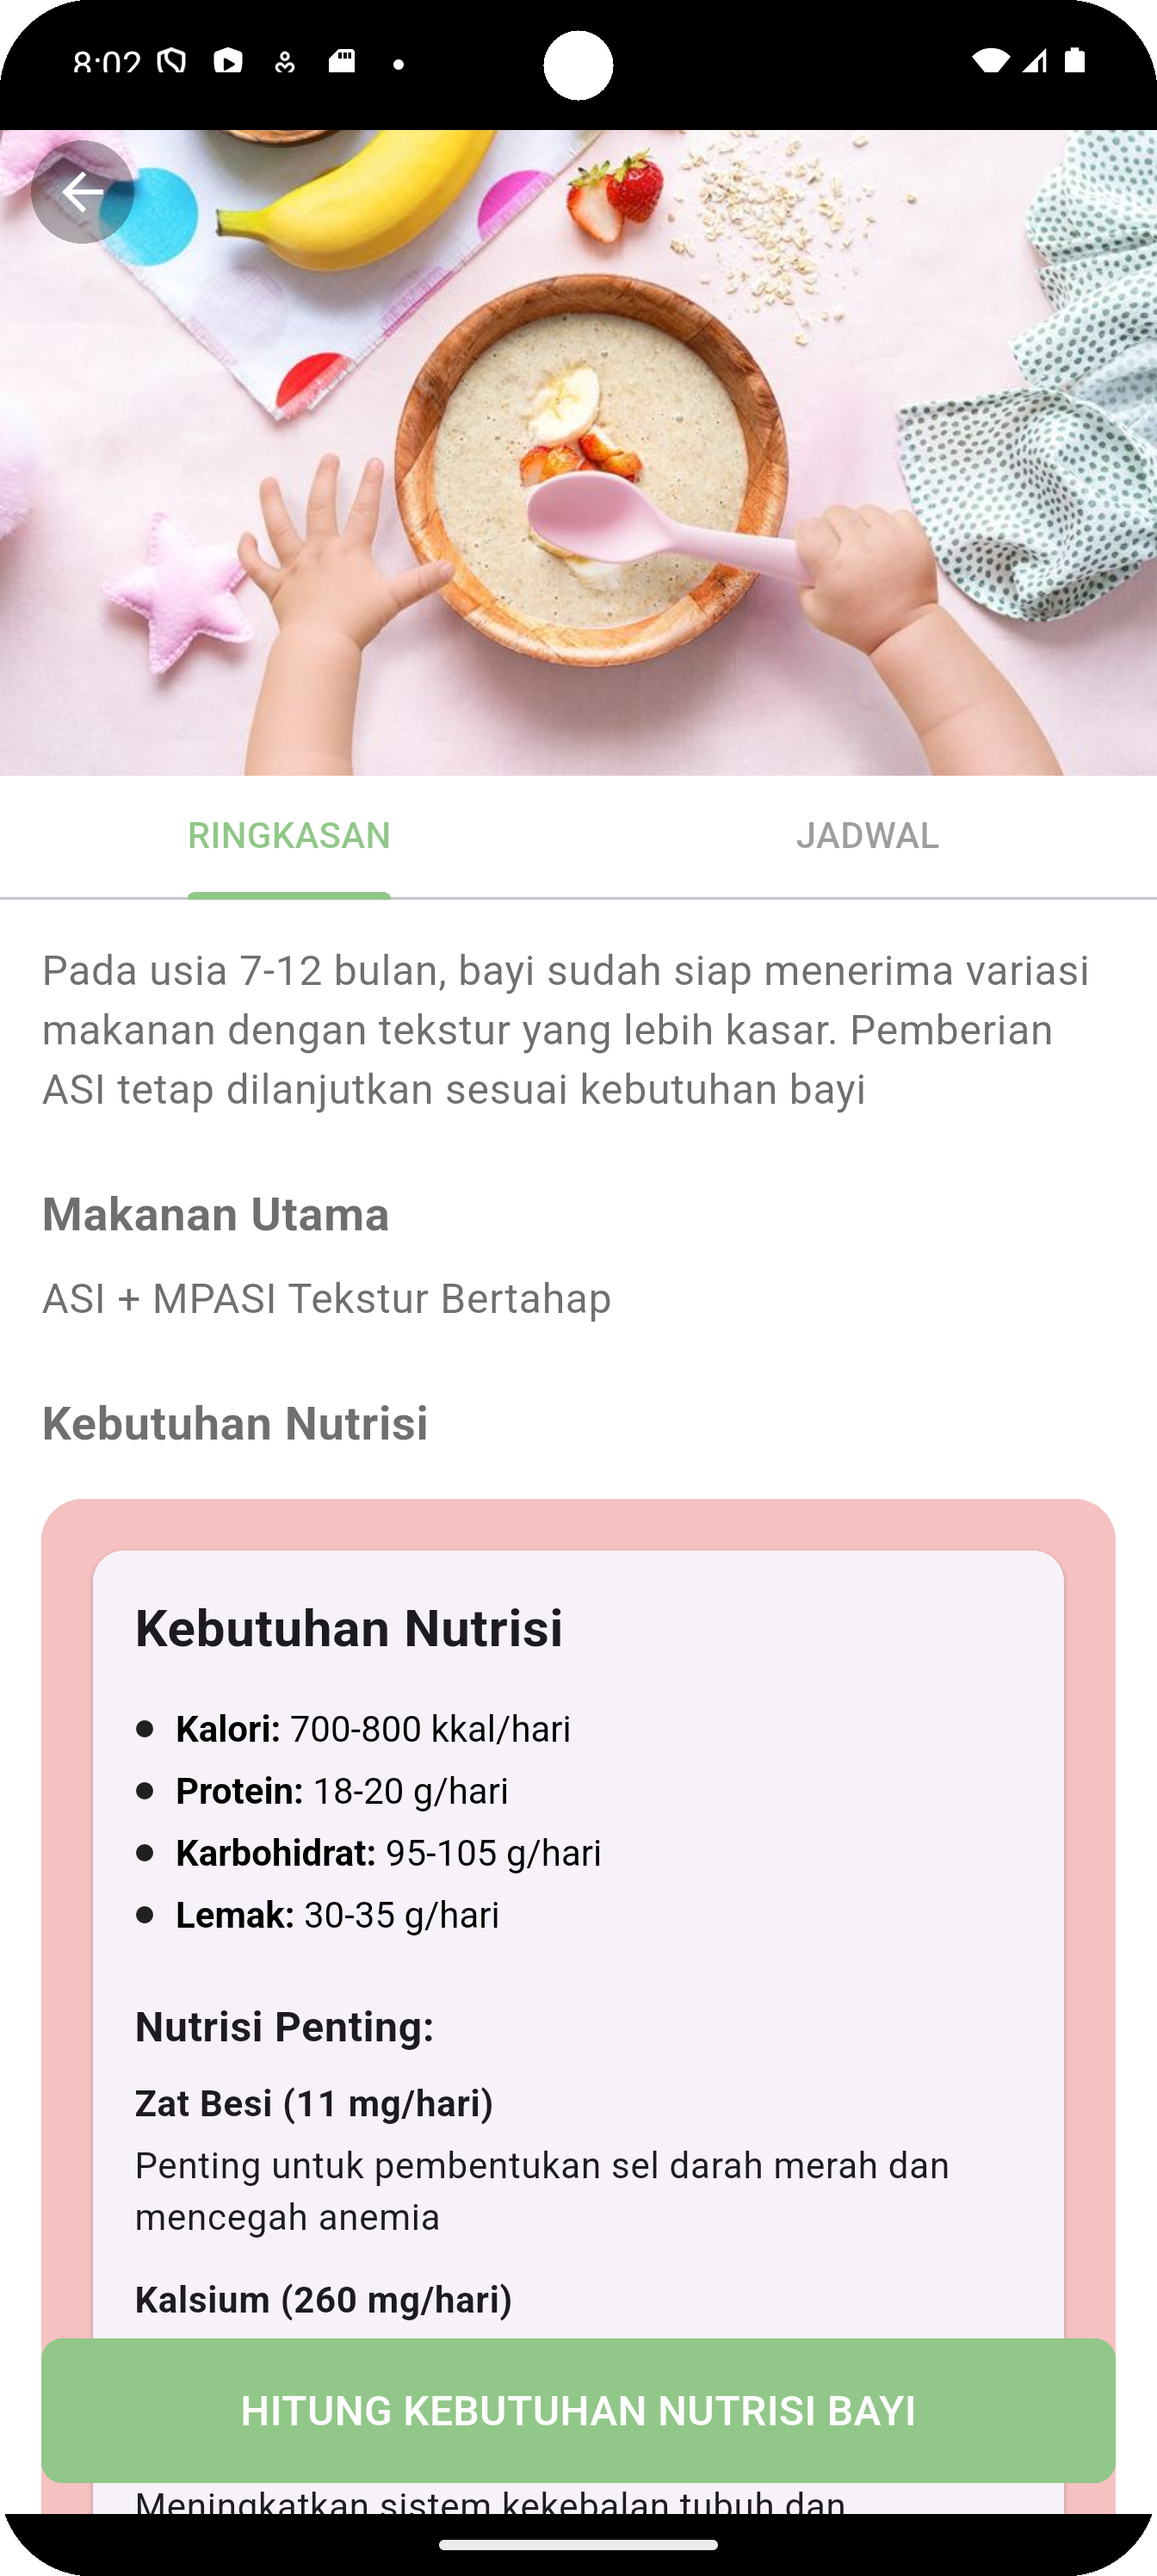 8:02
RINGKASAN
JADWAL
Pada usia 7-12 bulan, bayi sudah siap menerima variasi
makanan dengan tekstur yang lebih kasar. Pemberian
ASI tetap dilanjutkan sesuai kebutuhan bayi
Makanan Utama
ASI + MPASI Tekstur Bertahap
Kebutuhan Nutrisi
Kebutuhan Nutrisi
Kalori: 700-800 kkal/hari
Protein: 18-20 g/hari
Karbohidrat: 95-105 g/hari
Lemak: 30-35 g/hari
Nutrisi Penting:
Zat Besi (11 mg/hari)
Penting untuk pembentukan sel darah merah dan
mencegah anemia
Kalsium (260 mg/hari)
HITUNG KEBUTUHAN NUTRISI BAYI
Meningkatkan sistem kekebalan tubuh dan